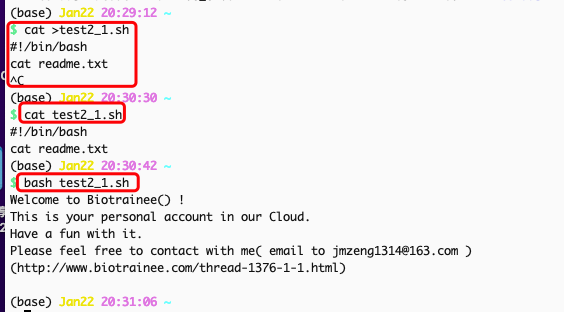 (base) Jan22 20:29:12 ~
$ cat >test2_1.sh
#!/bin/bash
cat readme.txt
^C
(base) Jan22 20:30:30 ~
$ cat test2_1.sh
#!/bin/bash
cat readme.txt
(base) Jan22 20:30:42 ~
$ bash test2_1.sh
Welcome to Biotrainee() !
This is your personal account in our Cloud.
Have a fun with it.
Please feel free to contact with me( email to jmzeng1314@163.com )
(http://www.biotrainee.com/thread-1376-1-1.html)
(base) Jan22 20:31:06 ~